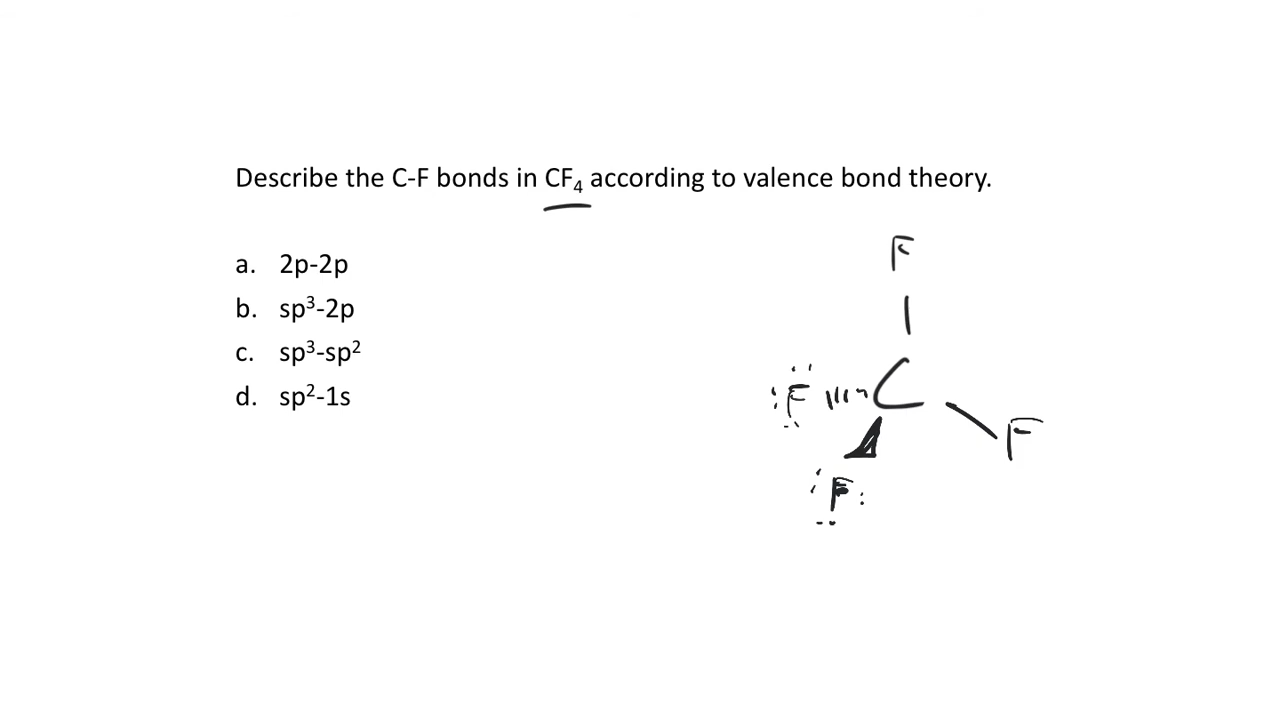 Describe the C-F bonds in CF₄ according to valence bond theory.
a. 2p-2p
b. sp³-2p
c. sp³-sp²
d. sp²-1s
F
F C
F
F